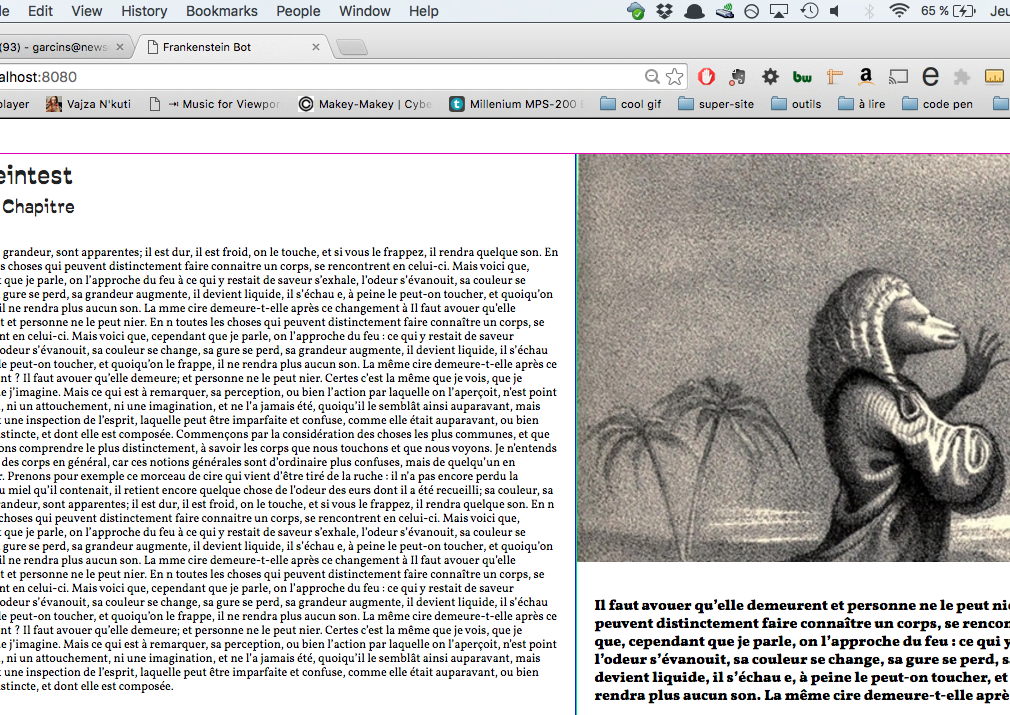 le Edit View History Bookmarks People Window Help 65 % Jeu
(93) - garcins@news Frankenstein Bot
alhost:8080
bw a e
player Vajza N'kuti ⇥ Music for Viewpor Makey-Makey | Cybe Millenium MPS-200 cool gif super-site outils à lire code pen
eintest
Chapitre
grandeur, sont apparentes; il est dur, il est froid, on le touche, et si vous le frappez, il rendra quelque son. En
s choses qui peuvent distinctement faire connaitre un corps, se rencontrent en celui-ci. Mais voici que,
t que je parle, on l'approche du feu à ce qui y restait de saveur s'exhale, l'odeur s'évanouit, sa couleur se
gure se perd, sa grandeur augmente, il devient liquide, il s'échau e, à peine le peut-on toucher, et quoiqu'on
il ne rendra plus aucun son. La mme cire demeure-t-elle après ce changement à Il faut avouer qu'elle
t et personne ne le peut nier. En n toutes les choses qui peuvent distinctement faire connaître un corps, se
nt en celui-ci. Mais voici que, cependant que je parle, on l'approche du feu : ce qui y restait de saveur
'odeur s'évanouit, sa couleur se change, sa gure se perd, sa grandeur augmente, il devient liquide, il s'échau
le peut-on toucher, et quoiqu'on le frappe, il ne rendra plus aucun son. La même cire demeure-t-elle après ce
nt ? Il faut avouer qu'elle demeure; et personne ne le peut nier. Certes c'est la même que je vois, que je
e j'imagine. Mais ce qui est à remarquer, sa perception, ou bien l'action par laquelle on l'aperçoit, n'est point
, ni un attouchement, ni une imagination, et ne l'a jamais été, quoiqu'il le semblât ainsi auparavant, mais
t une inspection de l'esprit, laquelle peut être imparfaite et confuse, comme elle était auparavant, ou bien
stincte, et dont elle est composée. Commençons par la considération des choses les plus communes, et que
ons comprendre le plus distinctement, à savoir les corps que nous touchons et que nous voyons. Je n'entends
des corps en général, car ces notions générales sont d'ordinaire plus confuses, mais de quelqu'un en
r. Prenons pour exemple ce morceau de cire qui vient d'être tiré de la ruche : il n'a pas encore perdu la
u miel qu'il contenait, il retient encore quelque chose de l'odeur des eurs dont il a été recueilli; sa couleur, sa
randeur, sont apparentes; il est dur, il est froid, on le touche, et si vous le frappez, il rendra quelque son. En n
choses qui peuvent distinctement faire connaitre un corps, se rencontrent en celui-ci. Mais voici que,
t que je parle, on l'approche du feu à ce qui y restait de saveur s'exhale, l'odeur s'évanouit, sa couleur se
gure se perd, sa grandeur augmente, il devient liquide, il s'échau e, à peine le peut-on toucher, et quoiqu'on
il ne rendra plus aucun son. La mme cire demeure-t-elle après ce changement à Il faut avouer qu'elle
t et personne ne le peut nier. En n toutes les choses qui peuvent distinctement faire connaître un corps, se
nt en celui-ci. Mais voici que, cependant que je parle, on l'approche du feu : ce qui y restait de saveur
'odeur s'évanouit, sa couleur se change, sa gure se perd, sa grandeur augmente, il devient liquide, il s'échau
le peut-on toucher, et quoiqu'on le frappe, il ne rendra plus aucun son. La même cire demeure-t-elle après ce
nt ? Il faut avouer qu'elle demeure; et personne ne le peut nier. Certes c'est la même que je vois, que je
e j'imagine. Mais ce qui est à remarquer, sa perception, ou bien l'action par laquelle on l'aperçoit, n'est point
, ni un attouchement, ni une imagination, et ne l'a jamais été, quoiqu'il le semblât ainsi auparavant, mais
t une inspection de l'esprit, laquelle peut être imparfaite et confuse, comme elle était auparavant, ou bien
stincte, et dont elle est composée.
Il faut avouer qu'elle demeurent et personne ne le peut ni
peuvent distinctement faire connaître un corps, se rencon
que, cependant que je parle, on l'approche du feu : ce qui y
l'odeur s'évanouit, sa couleur se change, sa gure se perd, s
devient liquide, il s'échau e, à peine le peut-on toucher, et
rendra plus aucun son. La même cire demeure-t-elle aprè